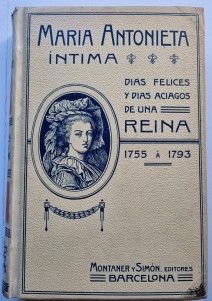 MARIA ANTONIETA
ÍNTIMA
DIAS FELICES
Y DIAS ACIAGOS
DE UNA
REINA
1755 Á 1793
MONTANER Y SIMÓN, EDITORES
BARCELONA